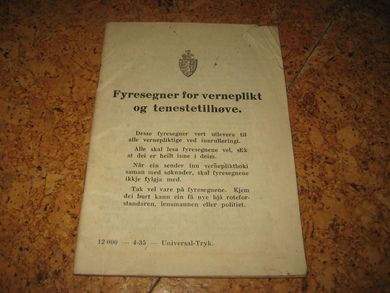 Fyresegner for verneplikt
og tenestetilhøve.
Desse fyresegner vert utlevera til
alle vernepliktige ved innrullering.
Alle skal lesa fyresegnene vel, slik
at dei er heilt inne i deim.
Når ein sender inn vernepliktboki
saman med søknader, skal fyresegnene
ikkje fylgja med.
Tak vel vare på fyresegnene. Kjem
dei burt kann ein få nye hjå roteфor-
standaren, lensmannen eller politiet.
12 000 — 4-35 — Universal-Tryk.